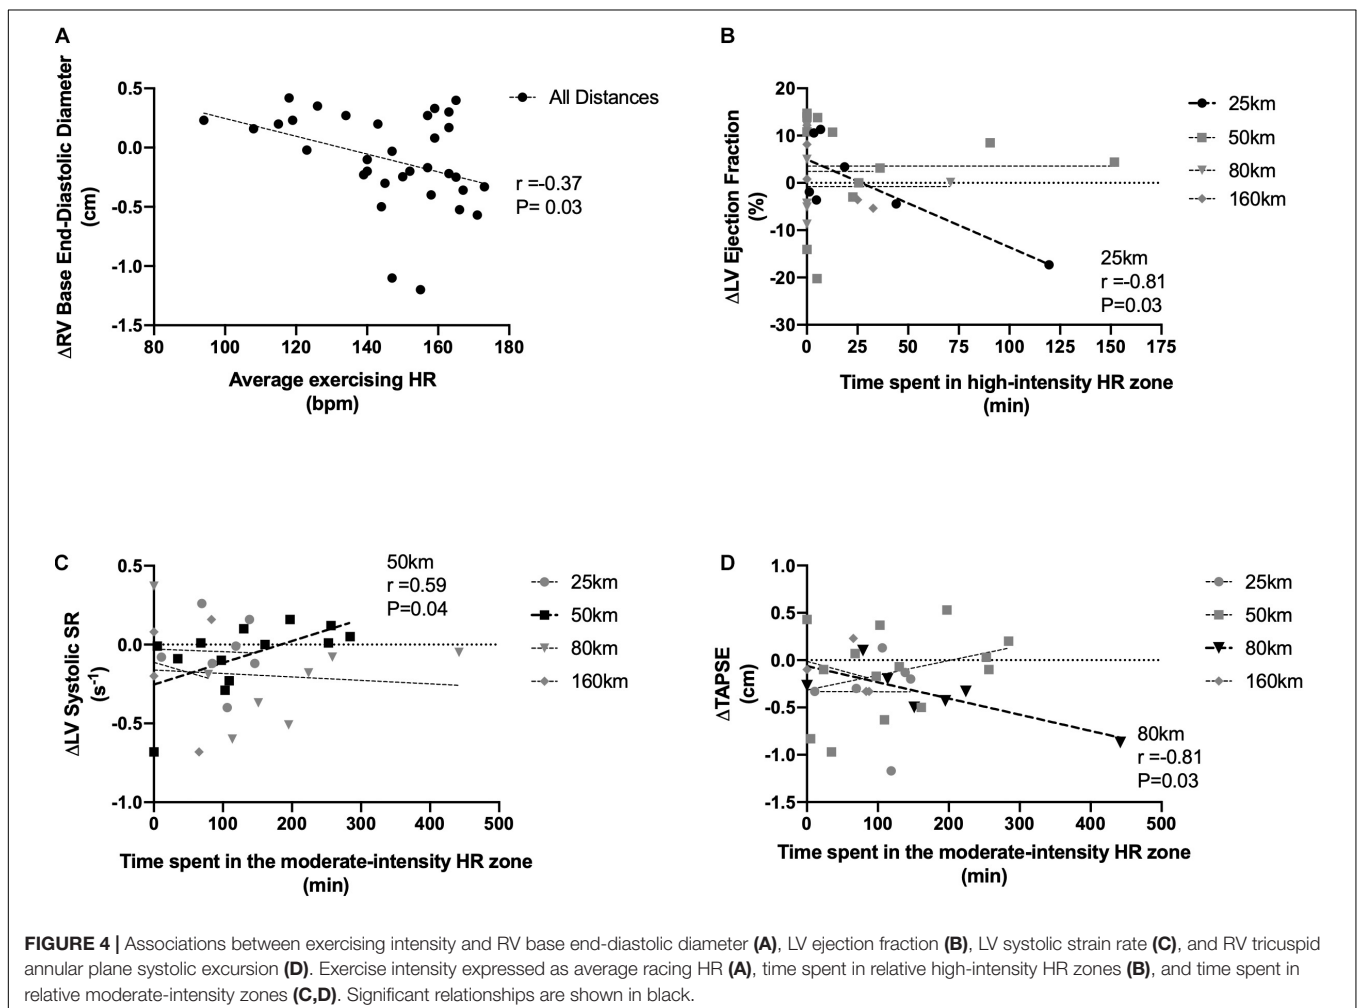 A
ΔRV Base End-Diastolic Diameter
(cm)
0.5
0.0
-0.5
-1.0
-1.5
80
100
120
140
160
180
Average exercising HR
(bpm)
All Distances
r =-0.37
P= 0.03
B
ΔLV Ejection Fraction
(%)
20
10
0
-10
-20
-30
0
25
50
75
100
125
150
175
Time spent in high-intensity HR zone
(min)
25km
50km
80km
160km
25km
r =-0.81
P=0.03
C
ΔLV Systolic SR
(s⁻¹)
0.5
0.0
-0.5
-1.0
0
100
200
300
400
500
Time spent in the moderate-intensity HR zone
(min)
50km
r =0.59
P=0.04
25km
50km
80km
160km
D
ΔTAPSE
(cm)
1.0
0.5
0.0
-0.5
-1.0
-1.5
0
100
200
300
400
500
Time spent in the moderate-intensity HR zone
(min)
25km
50km
80km
160km
80km
r =-0.81
P=0.03
FIGURE 4 | Associations between exercising intensity and RV base end-diastolic diameter (A), LV ejection fraction (B), LV systolic strain rate (C), and RV tricuspid
annular plane systolic excursion (D). Exercise intensity expressed as average racing HR (A), time spent in relative high-intensity HR zones (B), and time spent in
relative moderate-intensity zones (C,D). Significant relationships are shown in black.